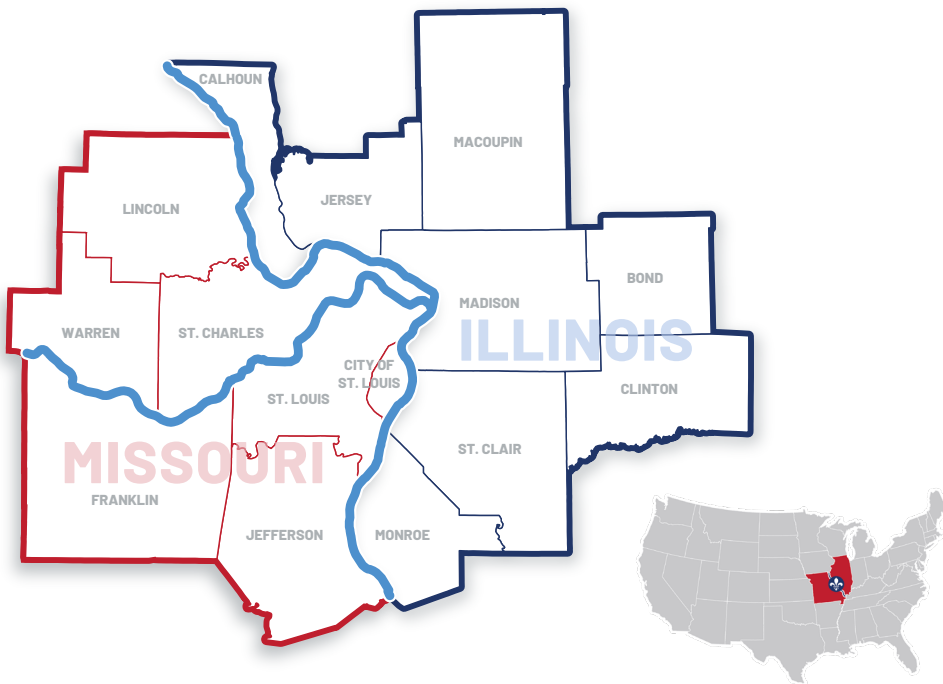 CALHOUN
MACOUPIN
JERSEY
LINCOLN
BOND
MADISON
ILLINOIS
WARREN
ST. CHARLES
CITY OF
ST. LOUIS
CLINTON
ST. LOUIS
MISSOURI
ST. CLAIR
FRANKLIN
JEFFERSON
MONROE